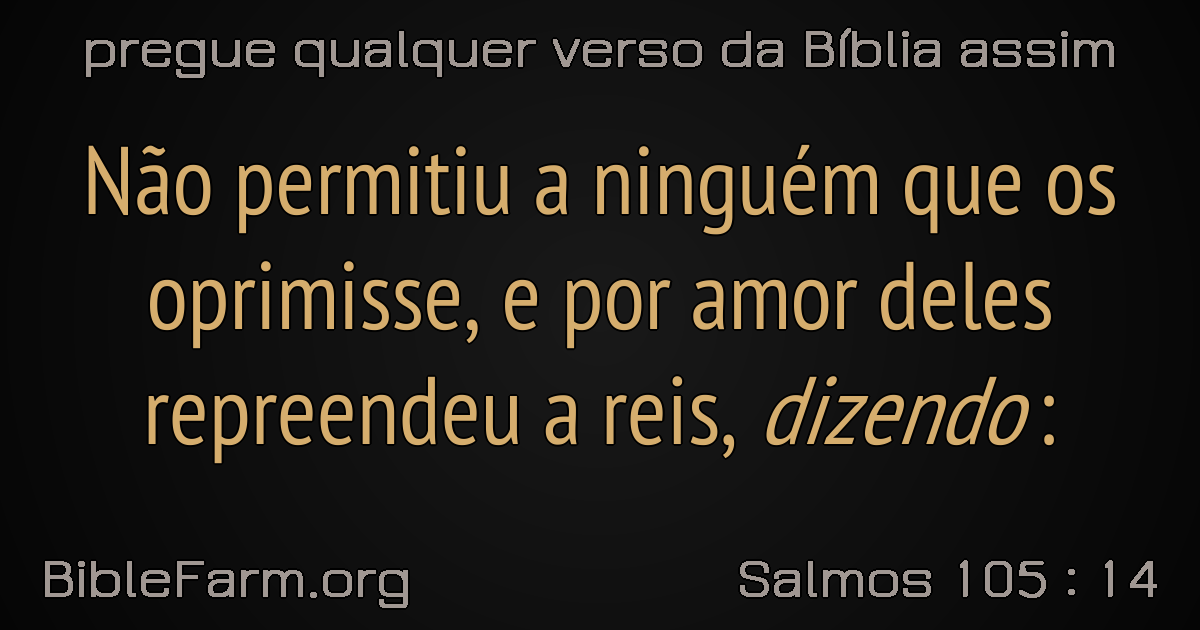 pregue qualquer verso da Bíblia assim
Não permitiu a ninguém que os
oprimisse, e por amor deles
repreendeu a reis, dizendo:
BibleFarm.org
Salmos 105 : 14